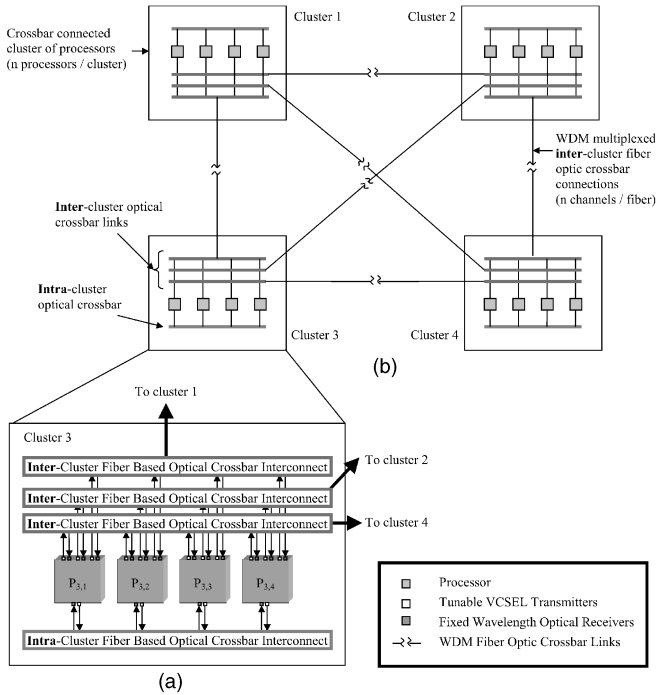 Cluster 1
Cluster 2
Crossbar connected
cluster of processors
(n processors / cluster)
WDM multiplexed
inter-cluster fiber
optic crossbar
connections
(n channels / fiber)
Inter-cluster optical
crossbar links
Intra-cluster
optical crossbar
Cluster 3
Cluster 4
(b)
To cluster 1
Cluster 3
Inter-Cluster Fiber Based Optical Crossbar Interconnect
To cluster 2
Inter-Cluster Fiber Based Optical Crossbar Interconnect
Inter-Cluster Fiber Based Optical Crossbar Interconnect
To cluster 4
P3,1
P3,2
P3,3
P3,4
Intra-Cluster Fiber Based Optical Crossbar Interconnect
(a)
Processor
Tunable VCSEL Transmitters
Fixed Wavelength Optical Receivers
WDM Fiber Optic Crossbar Links